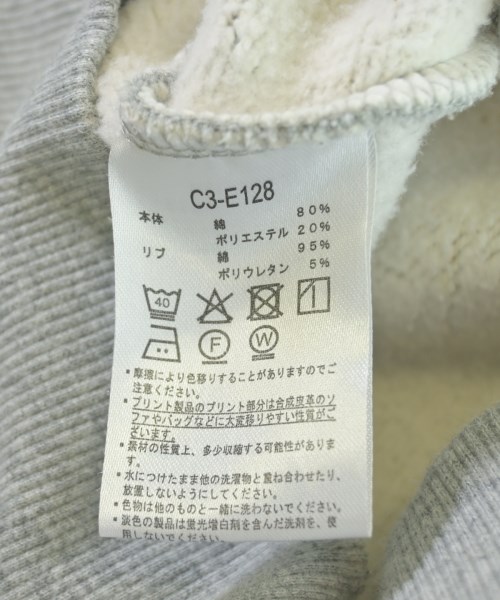 C3-E128
本体 綿 80%
ポリエステル 20%
リブ 綿 95%
ポリウレタン 5%
40
F W
・摩擦により色移りすることがありますのでご
注意ください。
・プリント製品のプリント部分は合成皮革のソ
ファやバッグなどに大変移りやすい性質がご
ざいます。
・素材の性質上、多少収縮する可能性がありま
す。
・水につけたまま他の洗濯物と重ね合わせたり、
放置しないようにしてください。
・色物は他のものと一緒に洗わないでください。
・淡色の製品は蛍光増白剤を含んだ洗剤を、使
用しないでください。